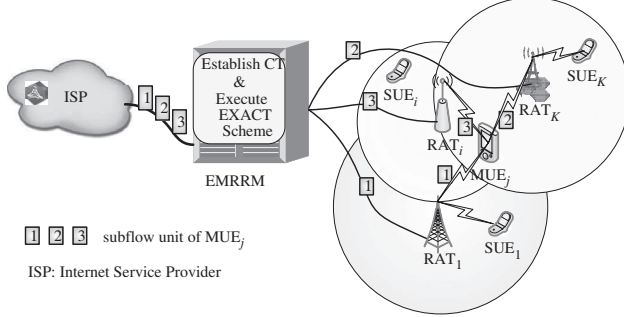 ISP
1
2
3
Establish CT
&
Execute
EXACT
Scheme
EMRRM
2
3
1
SUE_i
RAT_i
3
2
1
MUE_j
SUE_K
RAT_K
RAT_1
SUE_1
1 2 3 subflow unit of MUE_j
ISP: Internet Service Provider